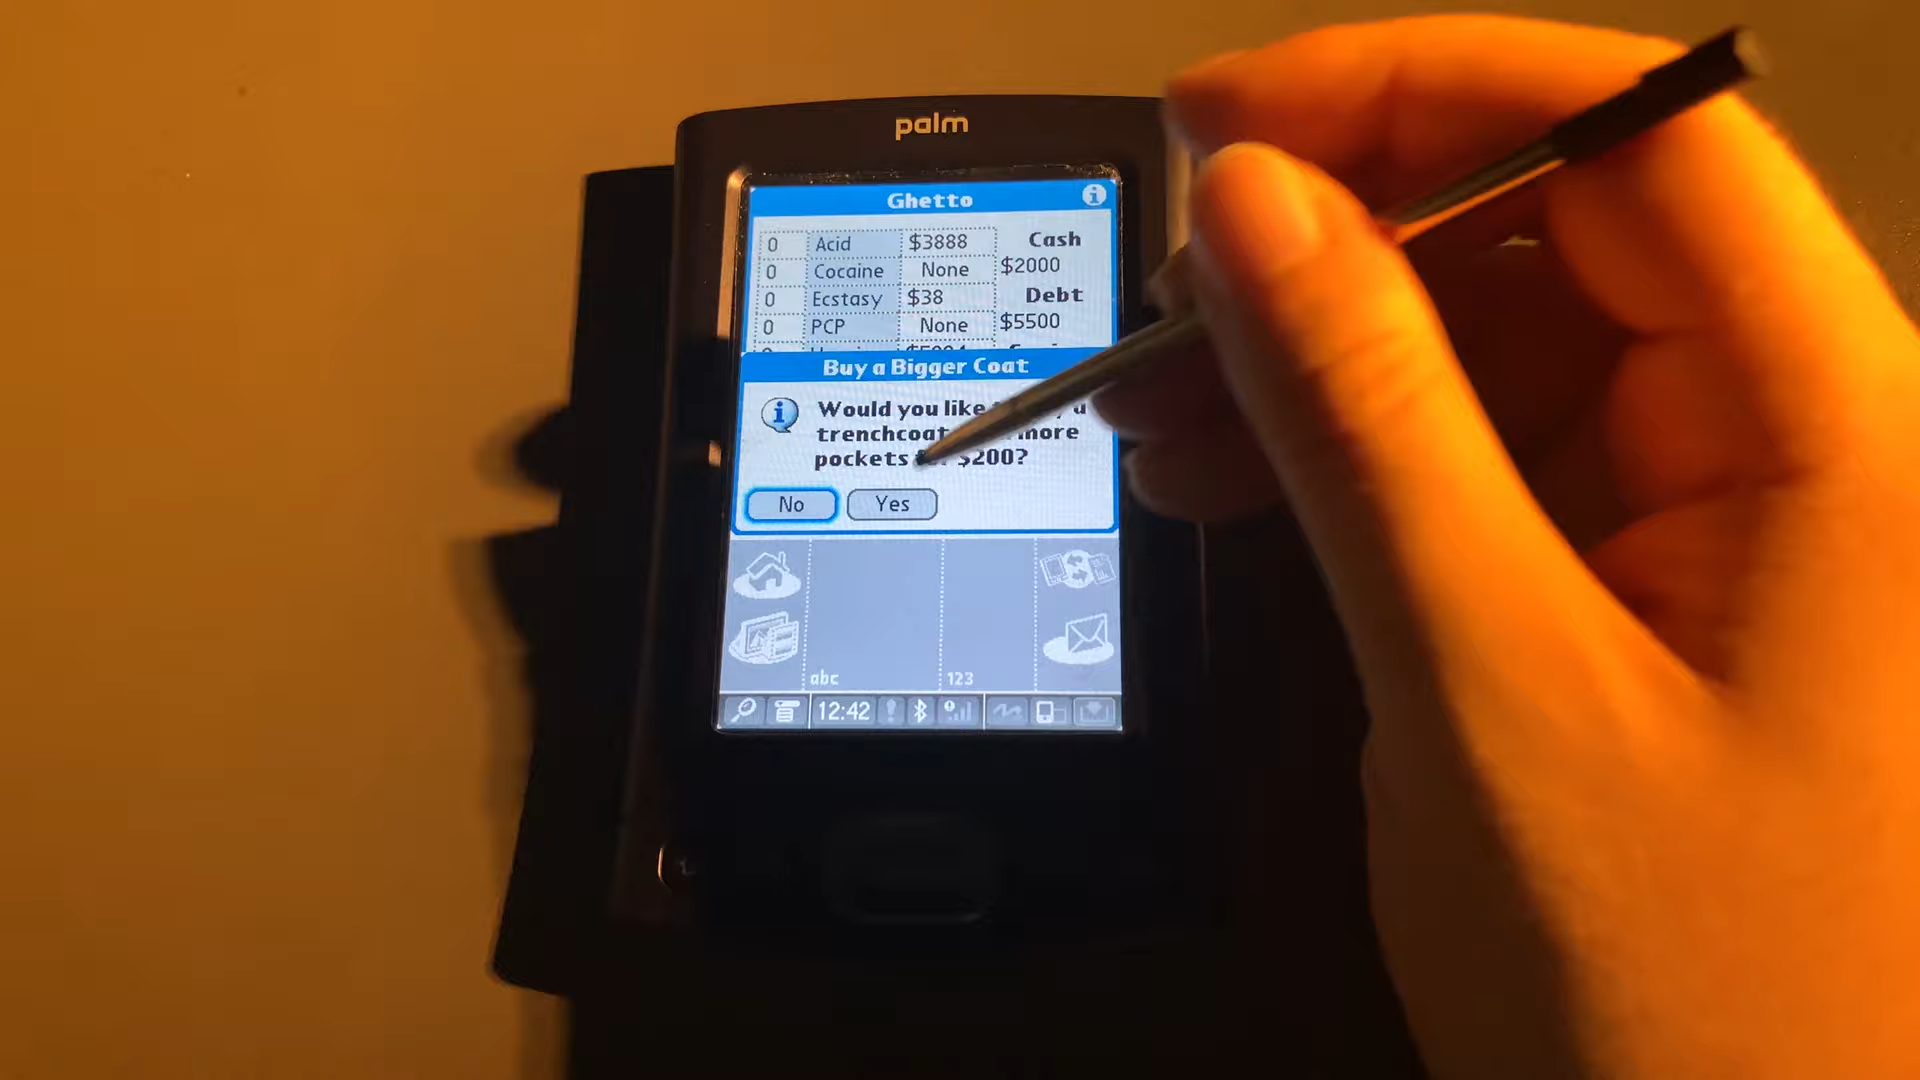 palm
Ghetto
0 Acid $3888 Cash
0 Cocaine None $2000
0 Ecstasy $38 Debt
0 PCP None $5500
Buy a Bigger Coat
Would you like a
trenchcoat more
pockets $200?
No Yes
abc 123
12:42